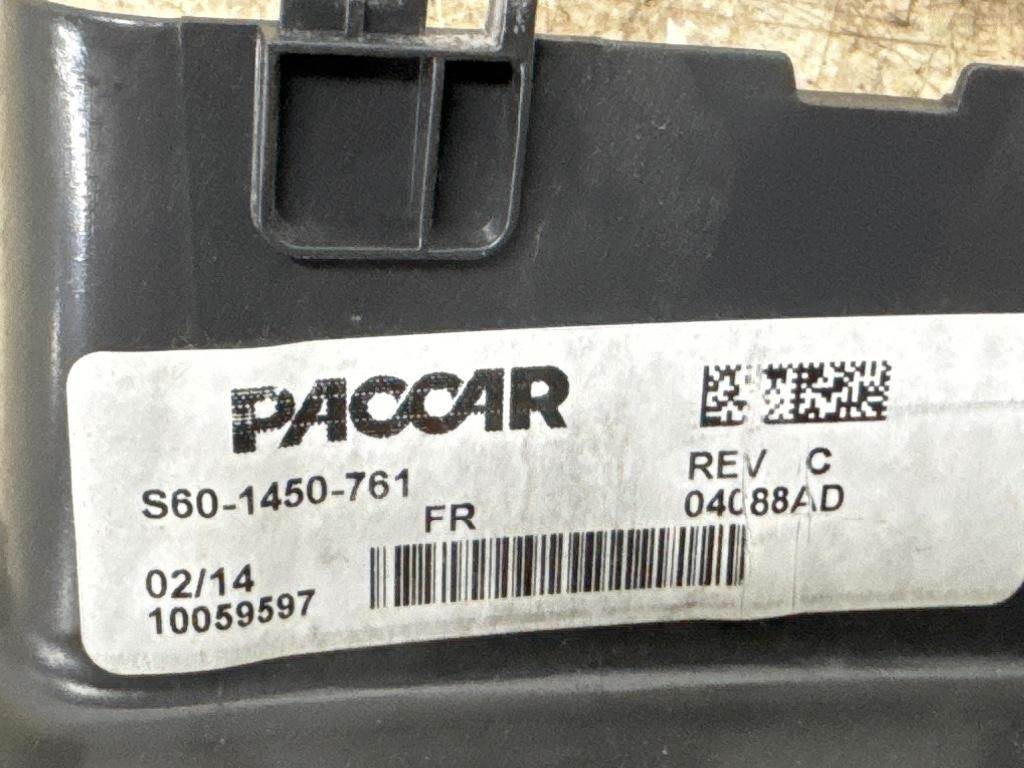 PACCAR
S60-1450-761
FR
REV C
04088AD
02/14
10059597